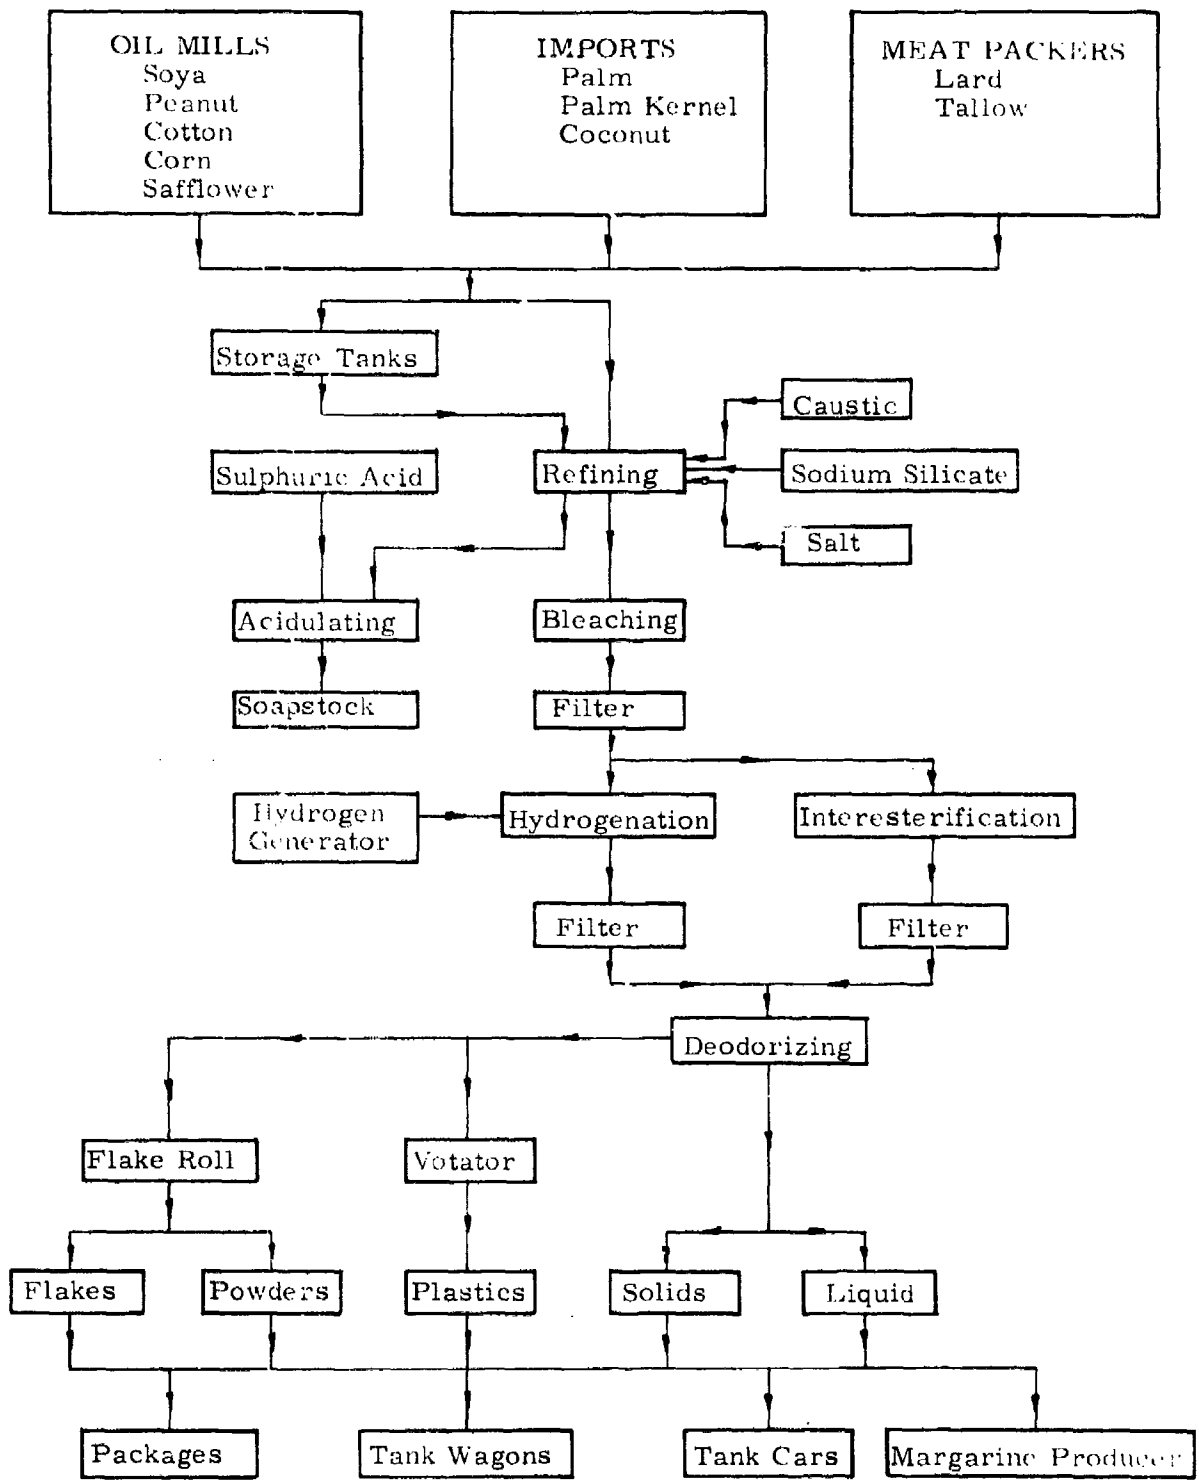 OIL MILLS
Soya
Peanut
Cotton
Corn
Safflower
IMPORTS
Palm
Palm Kernel
Coconut
MEAT PACKERS
Lard
Tallow
Storage Tanks
Caustic
Sulphuric Acid
Refining
Sodium Silicate
Salt
Acidulating
Bleaching
Soapstock
Filter
Hydrogen
Generator
Hydrogenation
Interesterification
Filter
Filter
Deodorizing
Flake Roll
Votator
Flakes
Powders
Plastics
Solids
Liquid
Packages
Tank Wagons
Tank Cars
Margarine Producer